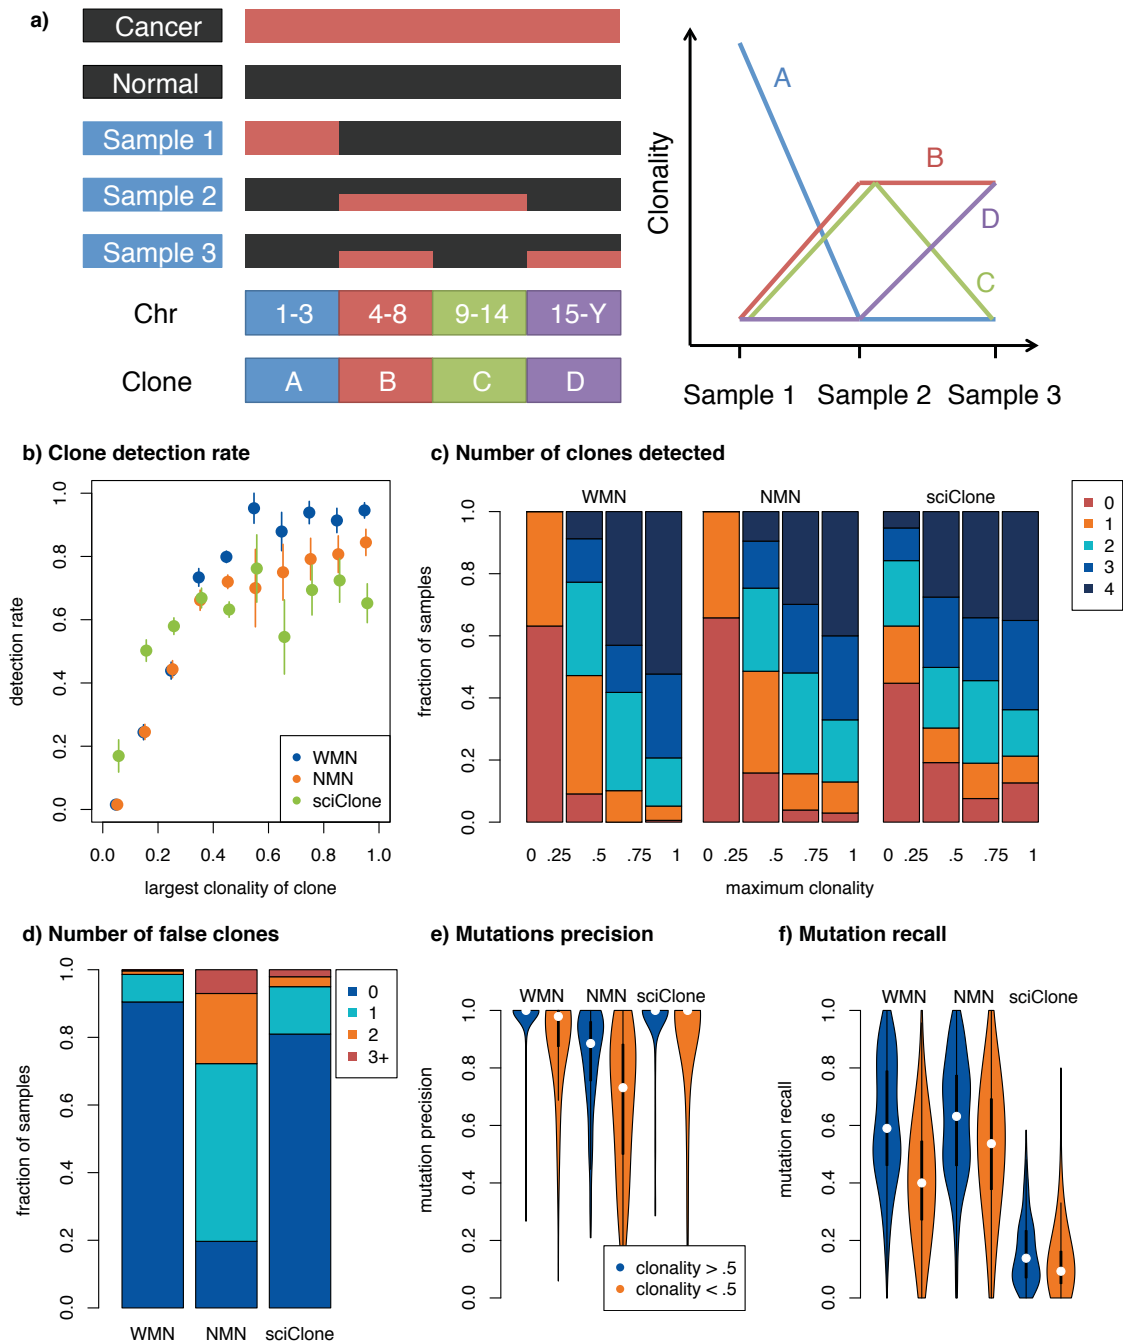 a)
Cancer
Normal
Sample 1
Sample 2
Sample 3
Chr
1-3 4-8 9-14 15-Y
Clone
A B C D
Clonality
A
B
D
C
Sample 1 Sample 2 Sample 3
b) Clone detection rate
detection rate
0.0 0.2 0.4 0.6 0.8 1.0
WMN
NMN
sciClone
0.0 0.2 0.4 0.6 0.8 1.0
largest clonality of clone
c) Number of clones detected
WMN NMN sciClone
fraction of samples
0.0 0.2 0.4 0.6 0.8 1.0
0
1
2
3
4
0 .25 .5 .75 1 0 .25 .5 .75 1 0 .25 .5 .75 1
maximum clonality
d) Number of false clones
fraction of samples
0.0 0.2 0.4 0.6 0.8 1.0
0
1
2
3+
WMN NMN sciClone
e) Mutations precision
WMN NMN sciClone
mutation precision
0.0 0.2 0.4 0.6 0.8 1.0
clonality > .5
clonality < .5
f) Mutation recall
WMN NMN sciClone
mutation recall
0.0 0.2 0.4 0.6 0.8 1.0